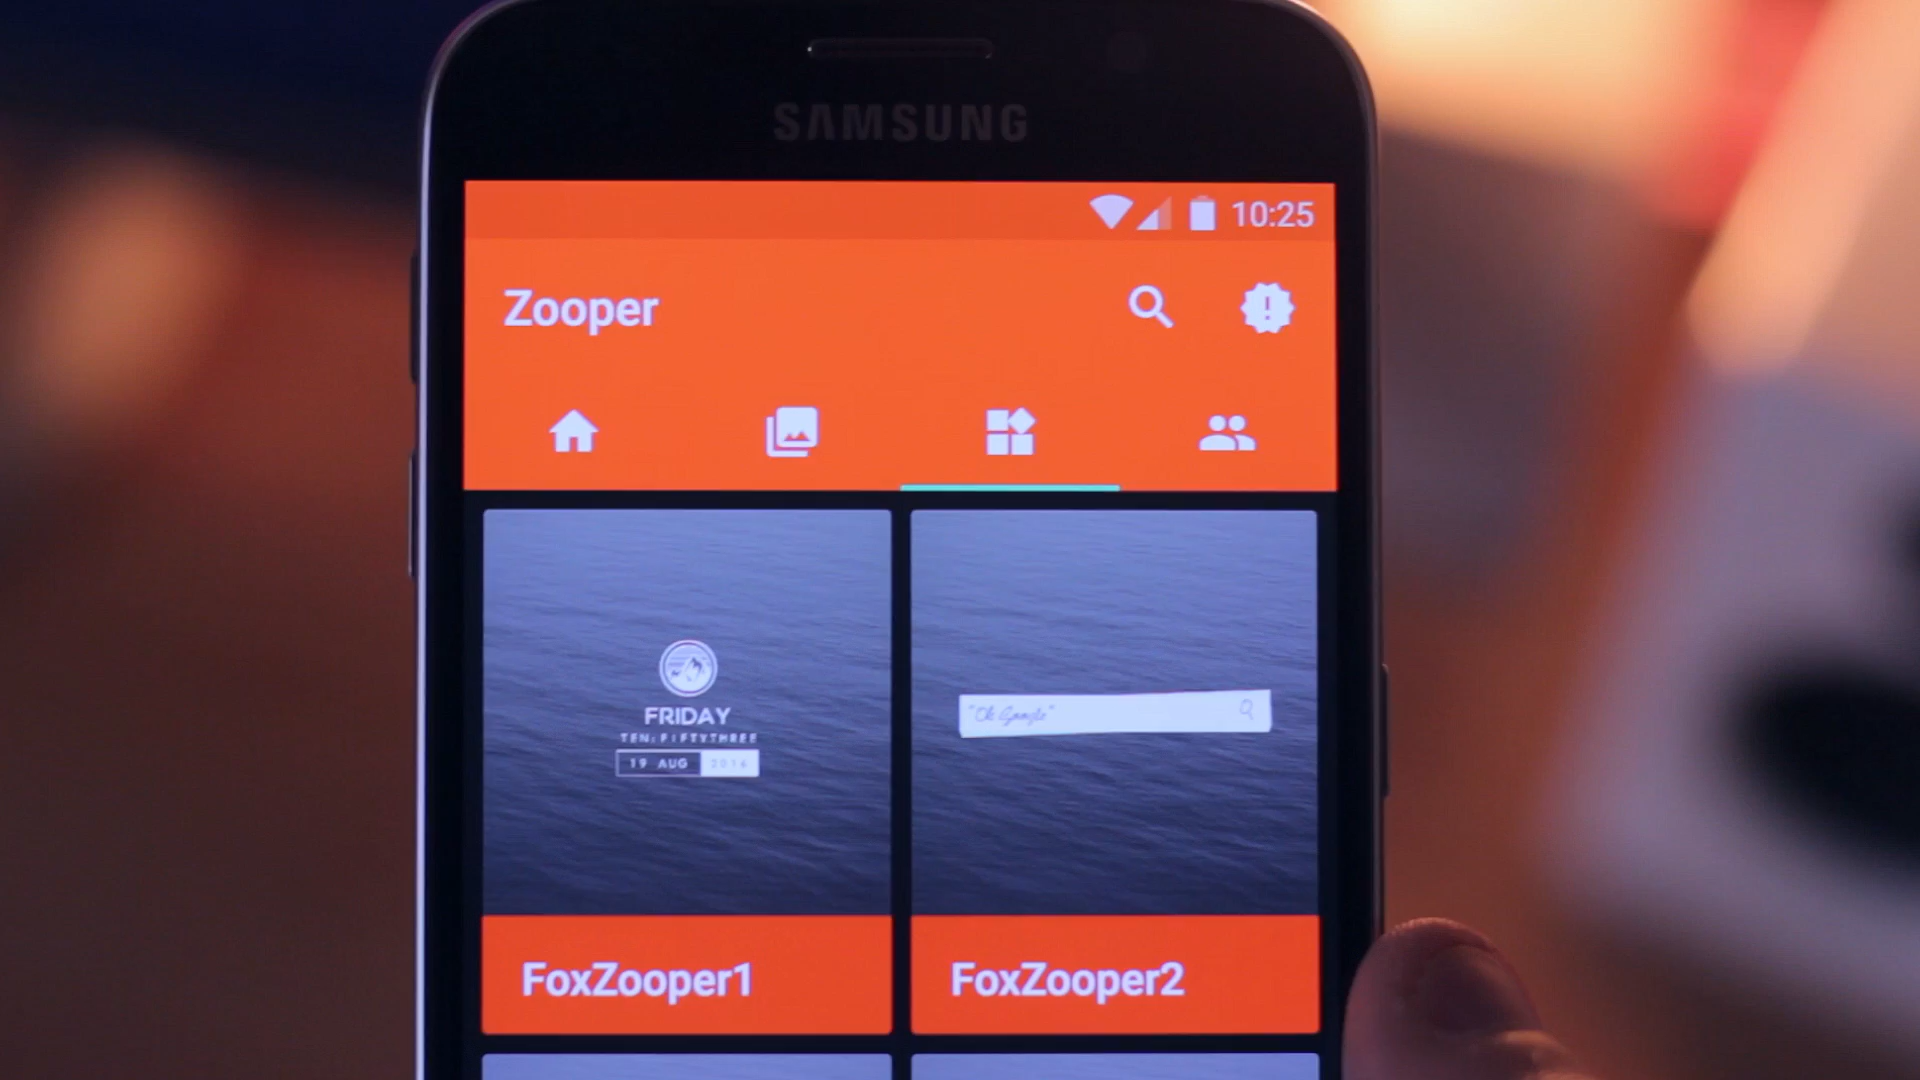 SAMSUNG
10:25
Zooper
FRIDAY
TEN:FIFTYTHREE
19 AUG 2016
"Ok Google"
FoxZooper1
FoxZooper2